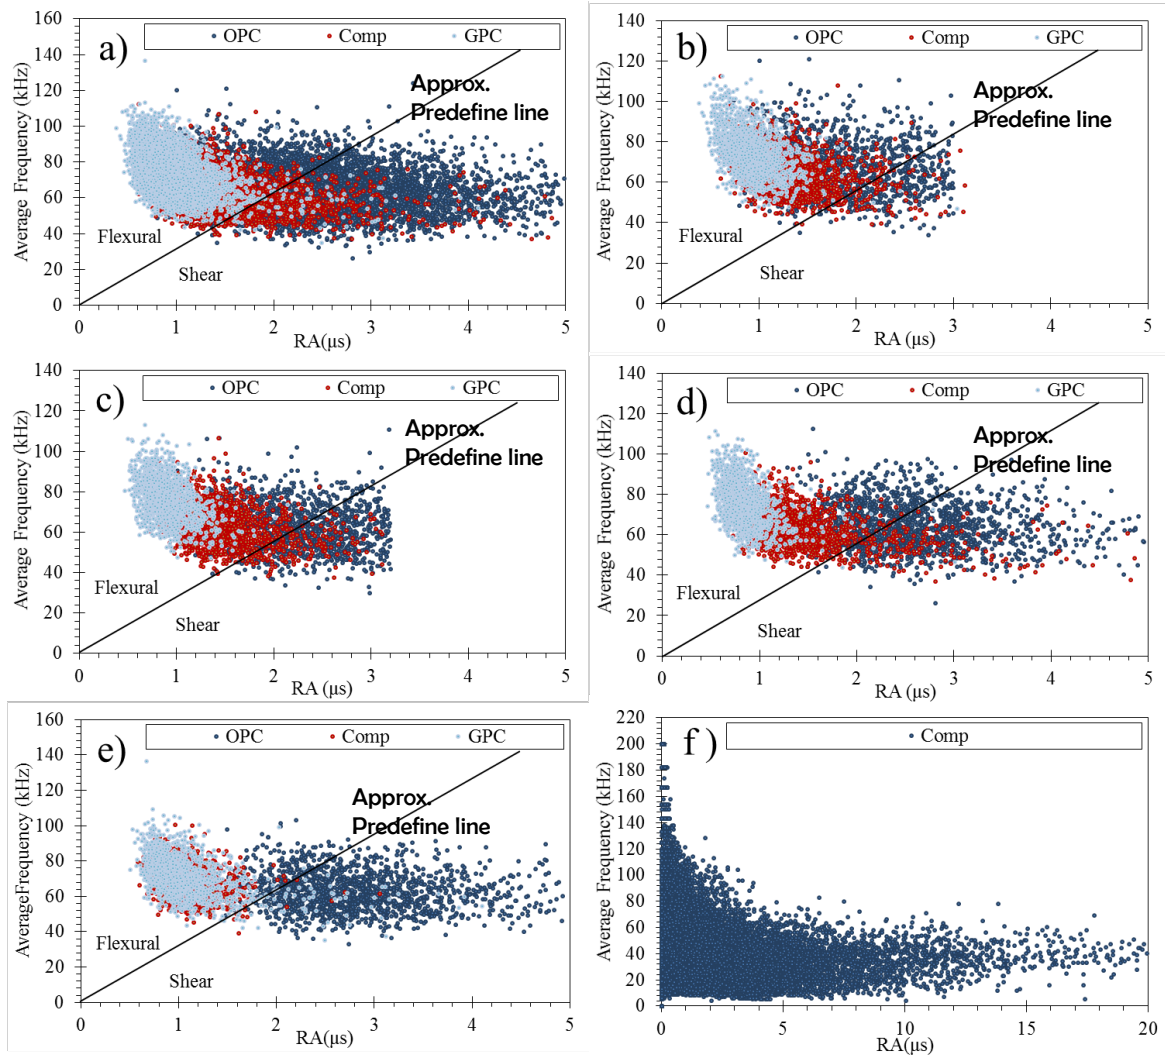 a)
OPC Comp GPC
Approx.
Predefine line
Flexural
Shear
Average Frequency (kHz)
160
140
120
100
80
60
40
20
0
0 1 2 3 4 5
RA(μs)
b)
OPC Comp GPC
Approx.
Predefine line
Flexural
Shear
Average Frequency (kHz)
140
120
100
80
60
40
20
0
0 1 2 3 4 5
RA (μs)
c)
OPC Comp GPC
Approx.
Predefine line
Flexural
Shear
Average Frequency (kHz)
140
120
100
80
60
40
20
0
0 1 2 3 4 5
RA (μs)
d)
OPC Comp GPC
Approx.
Predefine line
Flexural
Shear
Average Frequency (kHz)
140
120
100
80
60
40
20
0
0 1 2 3 4 5
RA (μs)
e)
OPC Comp GPC
Approx.
Predefine line
Flexural
Shear
AverageFrequency (kHz)
160
140
120
100
80
60
40
20
0
0 1 2 3 4 5
RA(μs)
f )
Comp
Average Frequency (kHz)
220
200
180
160
140
120
100
80
60
40
20
0
0 5 10 15 20
RA(μs)